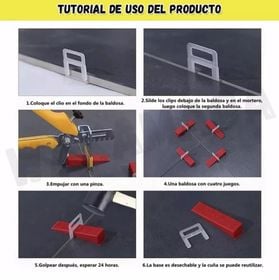 TUTORIAL DE USO DEL PRODUCTO
1.Coloque el clio en el fondo de la baldosa.
2.Slide los clips debajo de la baldosa y en el mortero,
luego coloque la segunda baldosa.
3.Empujar con una pinza.
4.Una baldosa con cuatro juegos.
5.Golpear después, esperar 24 horas.
6.La base es desechable y la cuña se puede reutilizar.